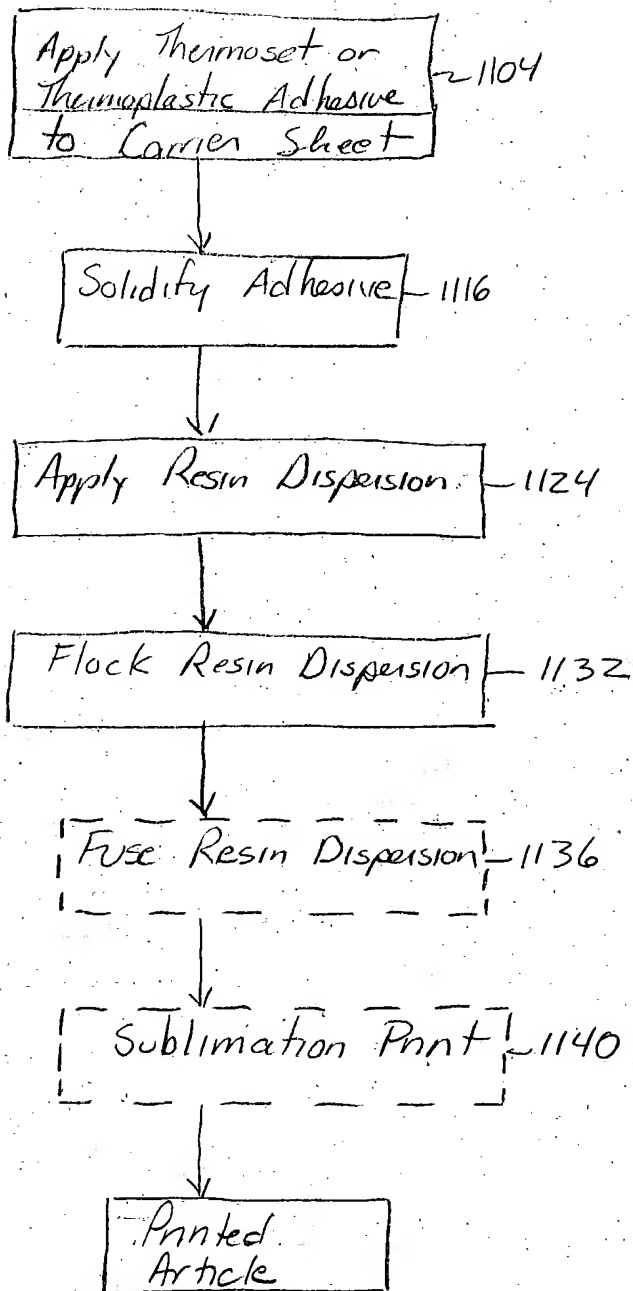 Apply Thermoset or
Thermoplastic Adhesive
to Carrier Sheet
1104
Solidify Adhesive
1116
Apply Resin Dispersion
1124
Flock Resin Dispersion
1132
Fuse Resin Dispersion
1136
Sublimation Print
1140
Printed
Article